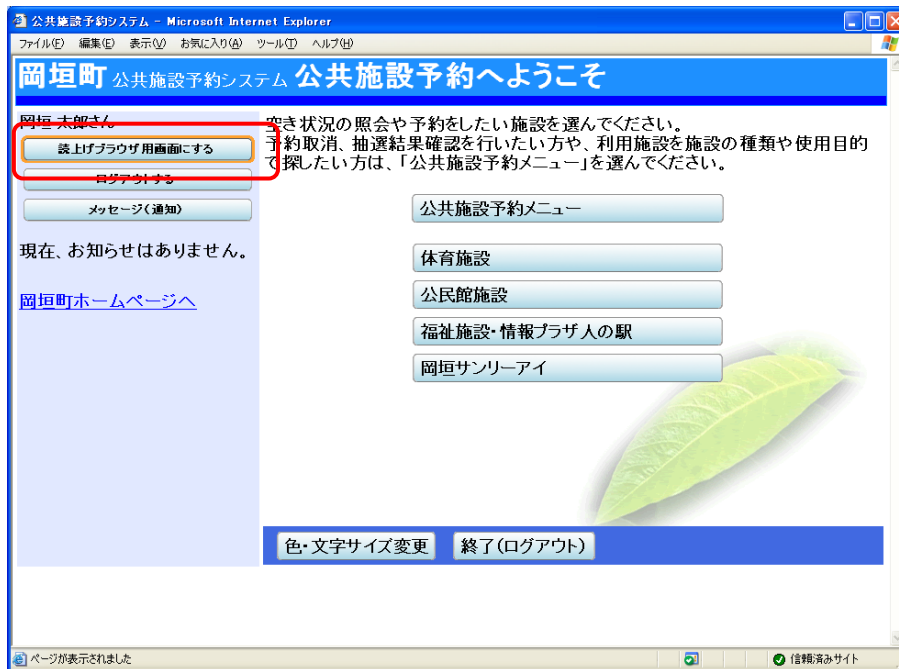 公共施設予約システム - Microsoft Internet Explorer
ファイル(F) 編集(E) 表示(V) お気に入り(A) ツール(T) ヘルプ(H)
岡垣町 公共施設予約システム 公共施設予約へようこそ
岡垣 太郎さん
読上げブラウザ用画面にする
ログアウトする
メッセージ(通知)
現在、お知らせはありません。
岡垣町ホームページへ
空き状況の照会や予約をしたい施設を選んでください。
予約取消、抽選結果確認を行いたい方や、利用施設を施設の種類や使用目的
で探したい方は、「公共施設予約メニュー」を選んでください。
公共施設予約メニュー
体育施設
公民館施設
福祉施設・情報プラザ人の駅
岡垣サンリーアイ
色・文字サイズ変更 終了(ログアウト)
ページが表示されました 信頼済みサイト